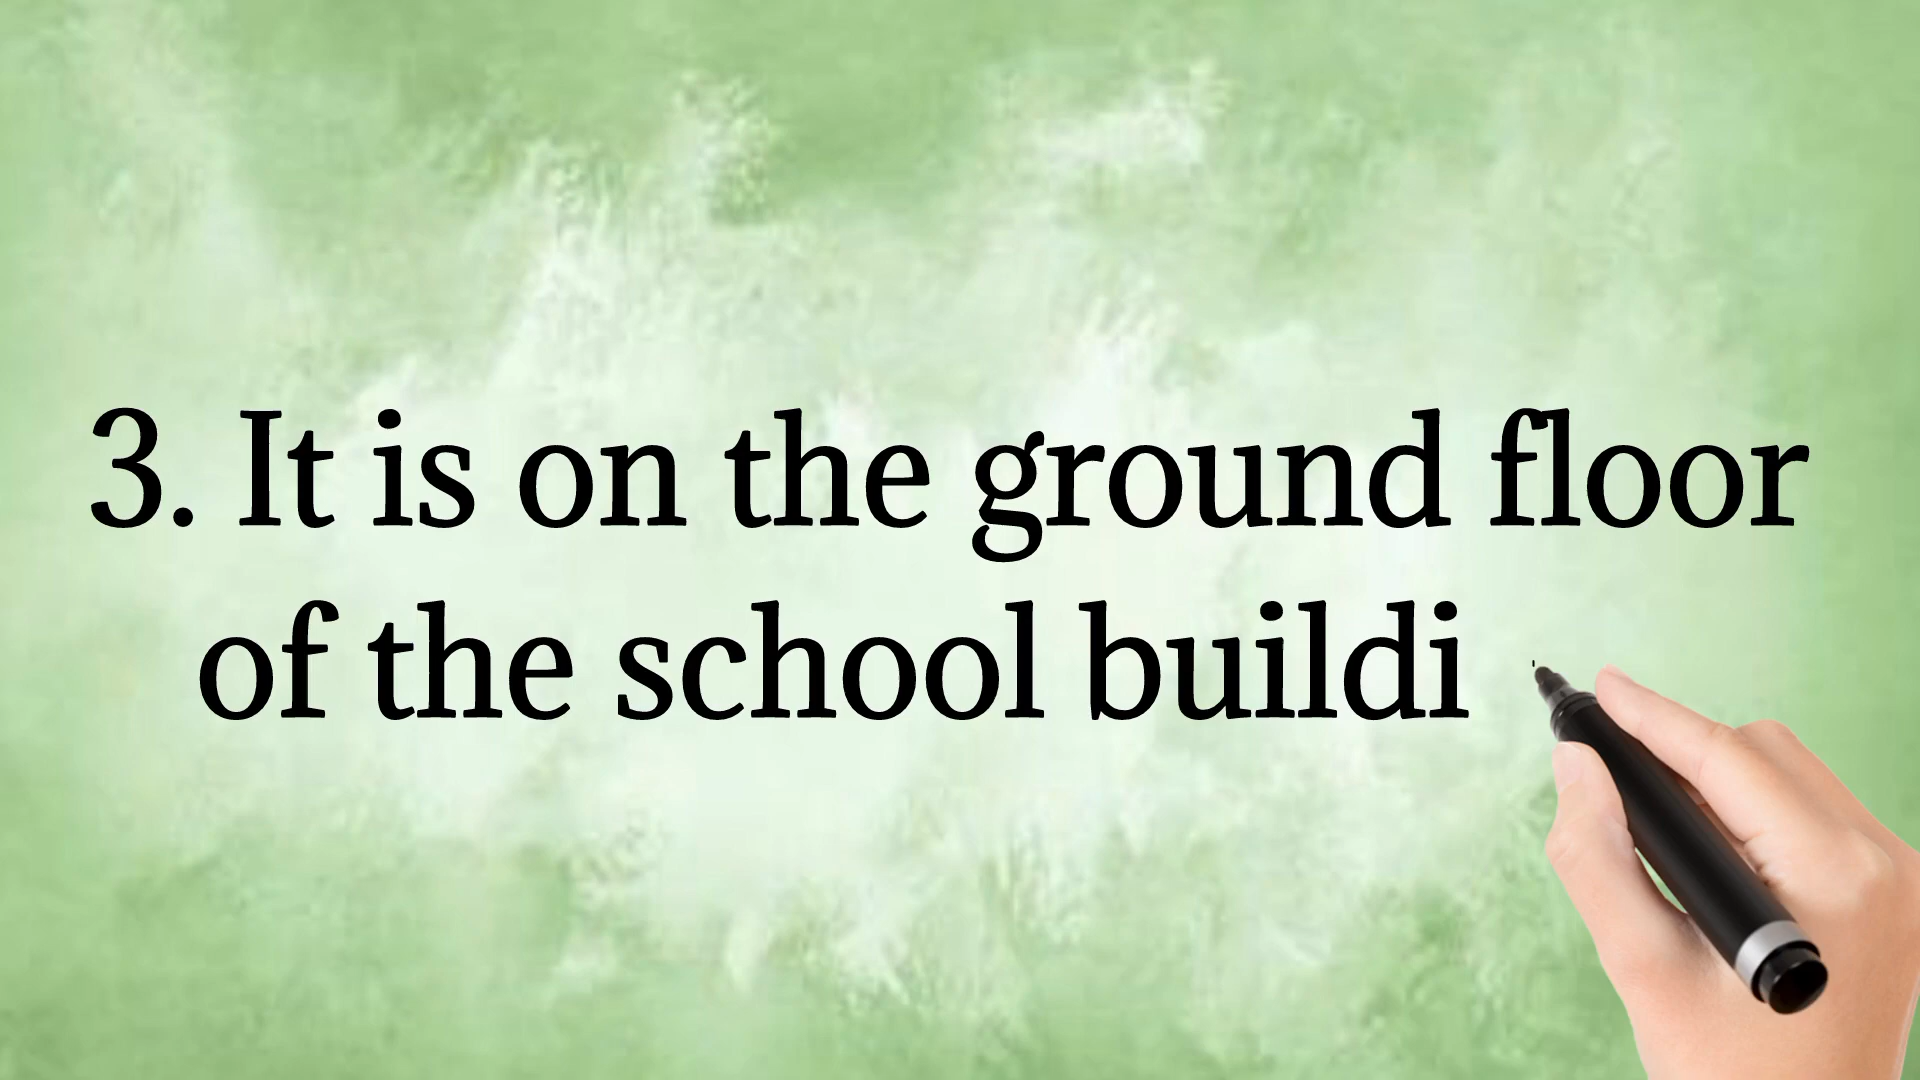 3. It is on the ground floor
of the school buildi